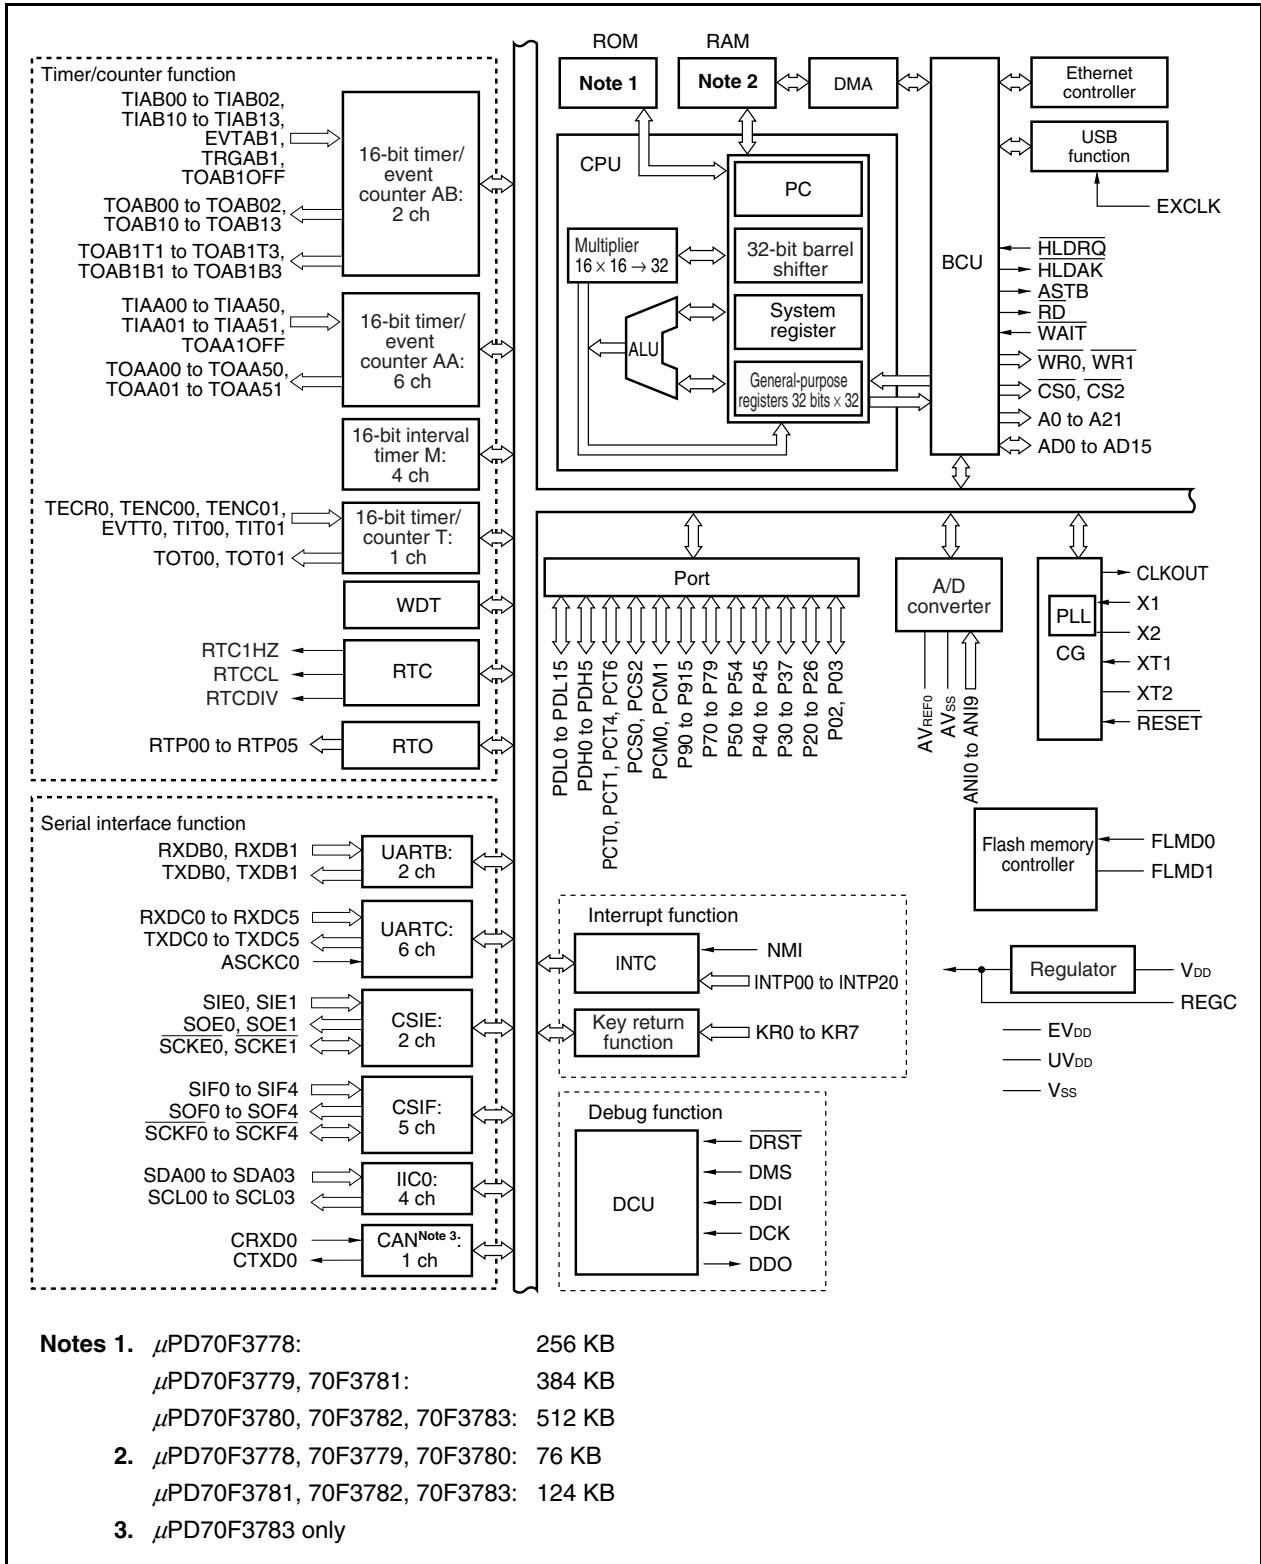 Timer/counter function
TIAB00 to TIAB02,
TIAB10 to TIAB13,
EVTAB1,
TRGAB1,
TOAB1OFF
TOAB00 to TOAB02,
TOAB10 to TOAB13
TOAB1T1 to TOAB1T3,
TOAB1B1 to TOAB1B3
16-bit timer/
event
counter AB:
2 ch
TIAA00 to TIAA50,
TIAA01 to TIAA51,
TOAA1OFF
TOAA00 to TOAA50,
TOAA01 to TOAA51
16-bit timer/
event
counter AA:
6 ch
16-bit interval
timer M:
4 ch
TECR0, TENC00, TENC01,
EVTT0, TIT00, TIT01
TOT00, TOT01
16-bit timer/
counter T:
1 ch
WDT
RTC1HZ
RTCCL
RTCDIV
RTC
RTP00 to RTP05
RTO
Serial interface function
RXDB0, RXDB1
TXDB0, TXDB1
UARTB:
2 ch
RXDC0 to RXDC5
TXDC0 to TXDC5
ASCKC0
UARTC:
6 ch
SIE0, SIE1
SOE0, SOE1
SCKE0, SCKE1
CSIE:
2 ch
SIF0 to SIF4
SOF0 to SOF4
SCKF0 to SCKF4
CSIF:
5 ch
SDA00 to SDA03
SCL00 to SCL03
IIC0:
4 ch
CRXD0
CTXD0
CAN Note 3:
1 ch
ROM
Note 1
RAM
Note 2
DMA
CPU
PC
Multiplier
16 × 16 → 32
32-bit barrel
shifter
ALU
System
register
General-purpose
registers 32 bits × 32
BCU
Ethernet
controller
USB
function
EXCLK
HLDRQ
HLDAK
ASTB
RD
WAIT
WR0, WR1
CS0, CS2
A0 to A21
AD0 to AD15
Port
PDL0 to PDL15
PDH0 to PDH5
PCT0, PCT1, PCT4, PCT6
PCS0, PCS2
PCM0, PCM1
P90 to P915
P70 to P79
P50 to P54
P40 to P45
P30 to P37
P20 to P26
P02, P03
A/D
converter
AVREF0
AVSS
ANI0 to ANI9
PLL
CG
CLKOUT
X1
X2
XT1
XT2
RESET
Flash memory
controller
FLMD0
FLMD1
Regulator
VDD
REGC
EVDD
UVDD
VSS
Interrupt function
INTC
NMI
INTP00 to INTP20
Key return
function
KR0 to KR7
Debug function
DCU
DRST
DMS
DDI
DCK
DDO
Notes 1. μPD70F3778: 256 KB
μPD70F3779, 70F3781: 384 KB
μPD70F3780, 70F3782, 70F3783: 512 KB
2. μPD70F3778, 70F3779, 70F3780: 76 KB
μPD70F3781, 70F3782, 70F3783: 124 KB
3. μPD70F3783 only